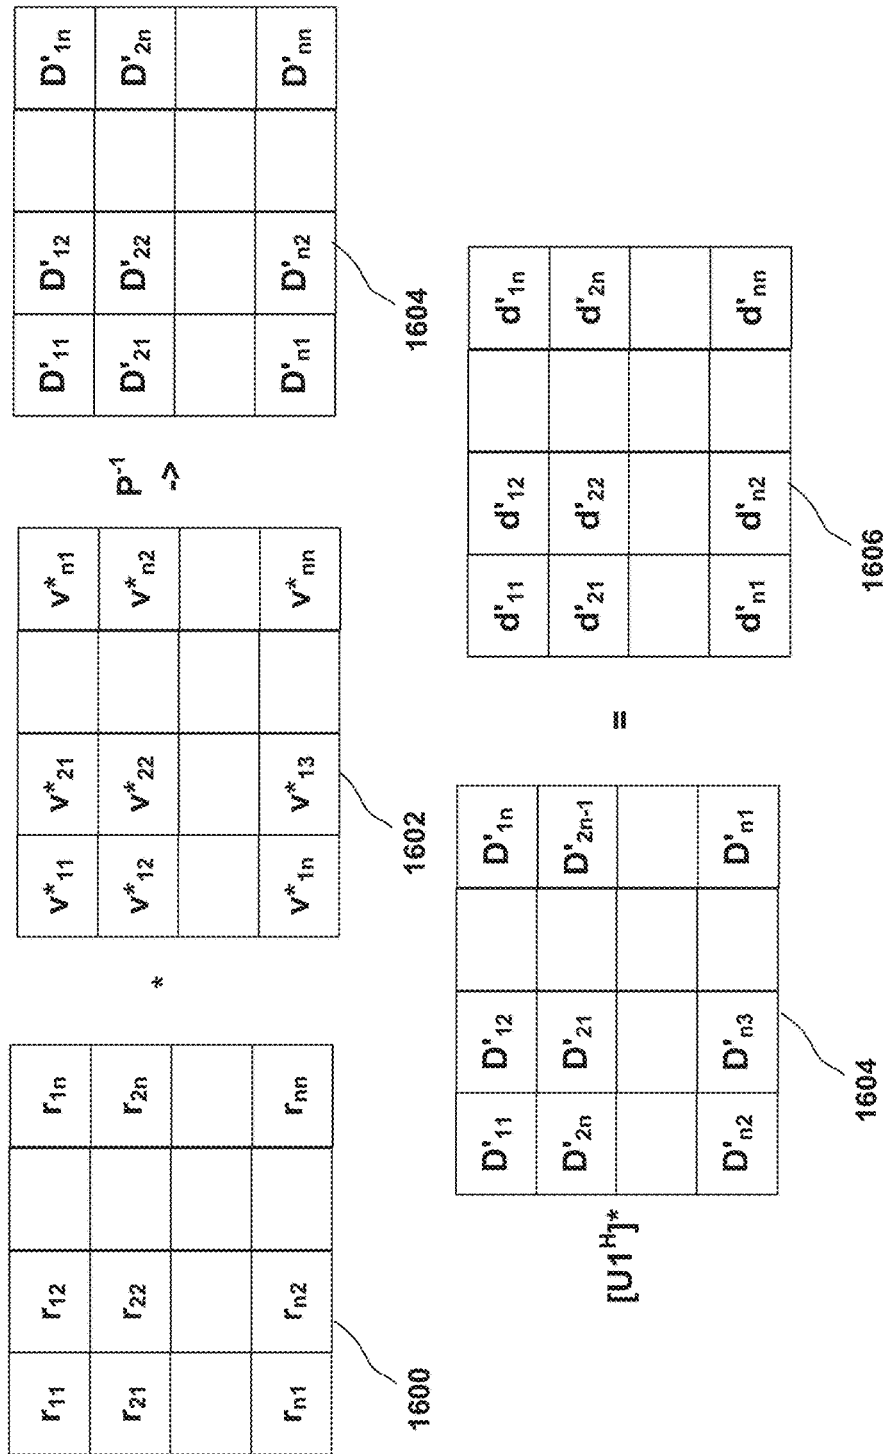 r₁₁ r₁₂ r₁ₙ
r₂₁ r₂₂ r₂ₙ
rₙ₁ rₙ₂ rₙₙ
1600
*
v*₁₁ v*₂₁ v*ₙ₁
v*₁₂ v*₂₂ v*ₙ₂
v*₁ₙ v*₁₃ v*ₙₙ
1602
P⁻¹
->
D'₁₁ D'₁₂ D'₁ₙ
D'₂₁ D'₂₂ D'₂ₙ
D'ₙ₁ D'ₙ₂ D'ₙₙ
1604
[U1ᴴ]*
D'₁₁ D'₁₂ D'₁ₙ
D'₂ₙ D'₂₁ D'₂ₙ₋₁
D'ₙ₂ D'ₙ₃ D'ₙ₁
1604
=
d'₁₁ d'₁₂ d'₁ₙ
d'₂₁ d'₂₂ d'₂ₙ
d'ₙ₁ d'ₙ₂ d'ₙₙ
1606